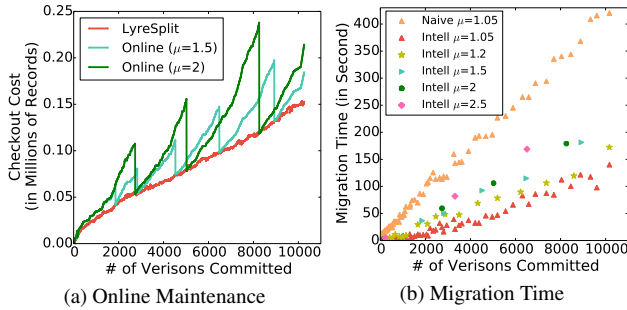 LyreSplit
Online (μ=1.5)
Online (μ=2)
Checkout Cost
(in Millions of Records)
0.25
0.20
0.15
0.10
0.05
0.00
0 2000 4000 6000 8000 10000
# of Verisons Committed
(a) Online Maintenance
Naive μ=1.05
Intell μ=1.05
Intell μ=1.2
Intell μ=1.5
Intell μ=2
Intell μ=2.5
Migration Time (in Second)
400
350
300
250
200
150
100
50
0
0 2000 4000 6000 8000 10000
# of Verisons Committed
(b) Migration Time